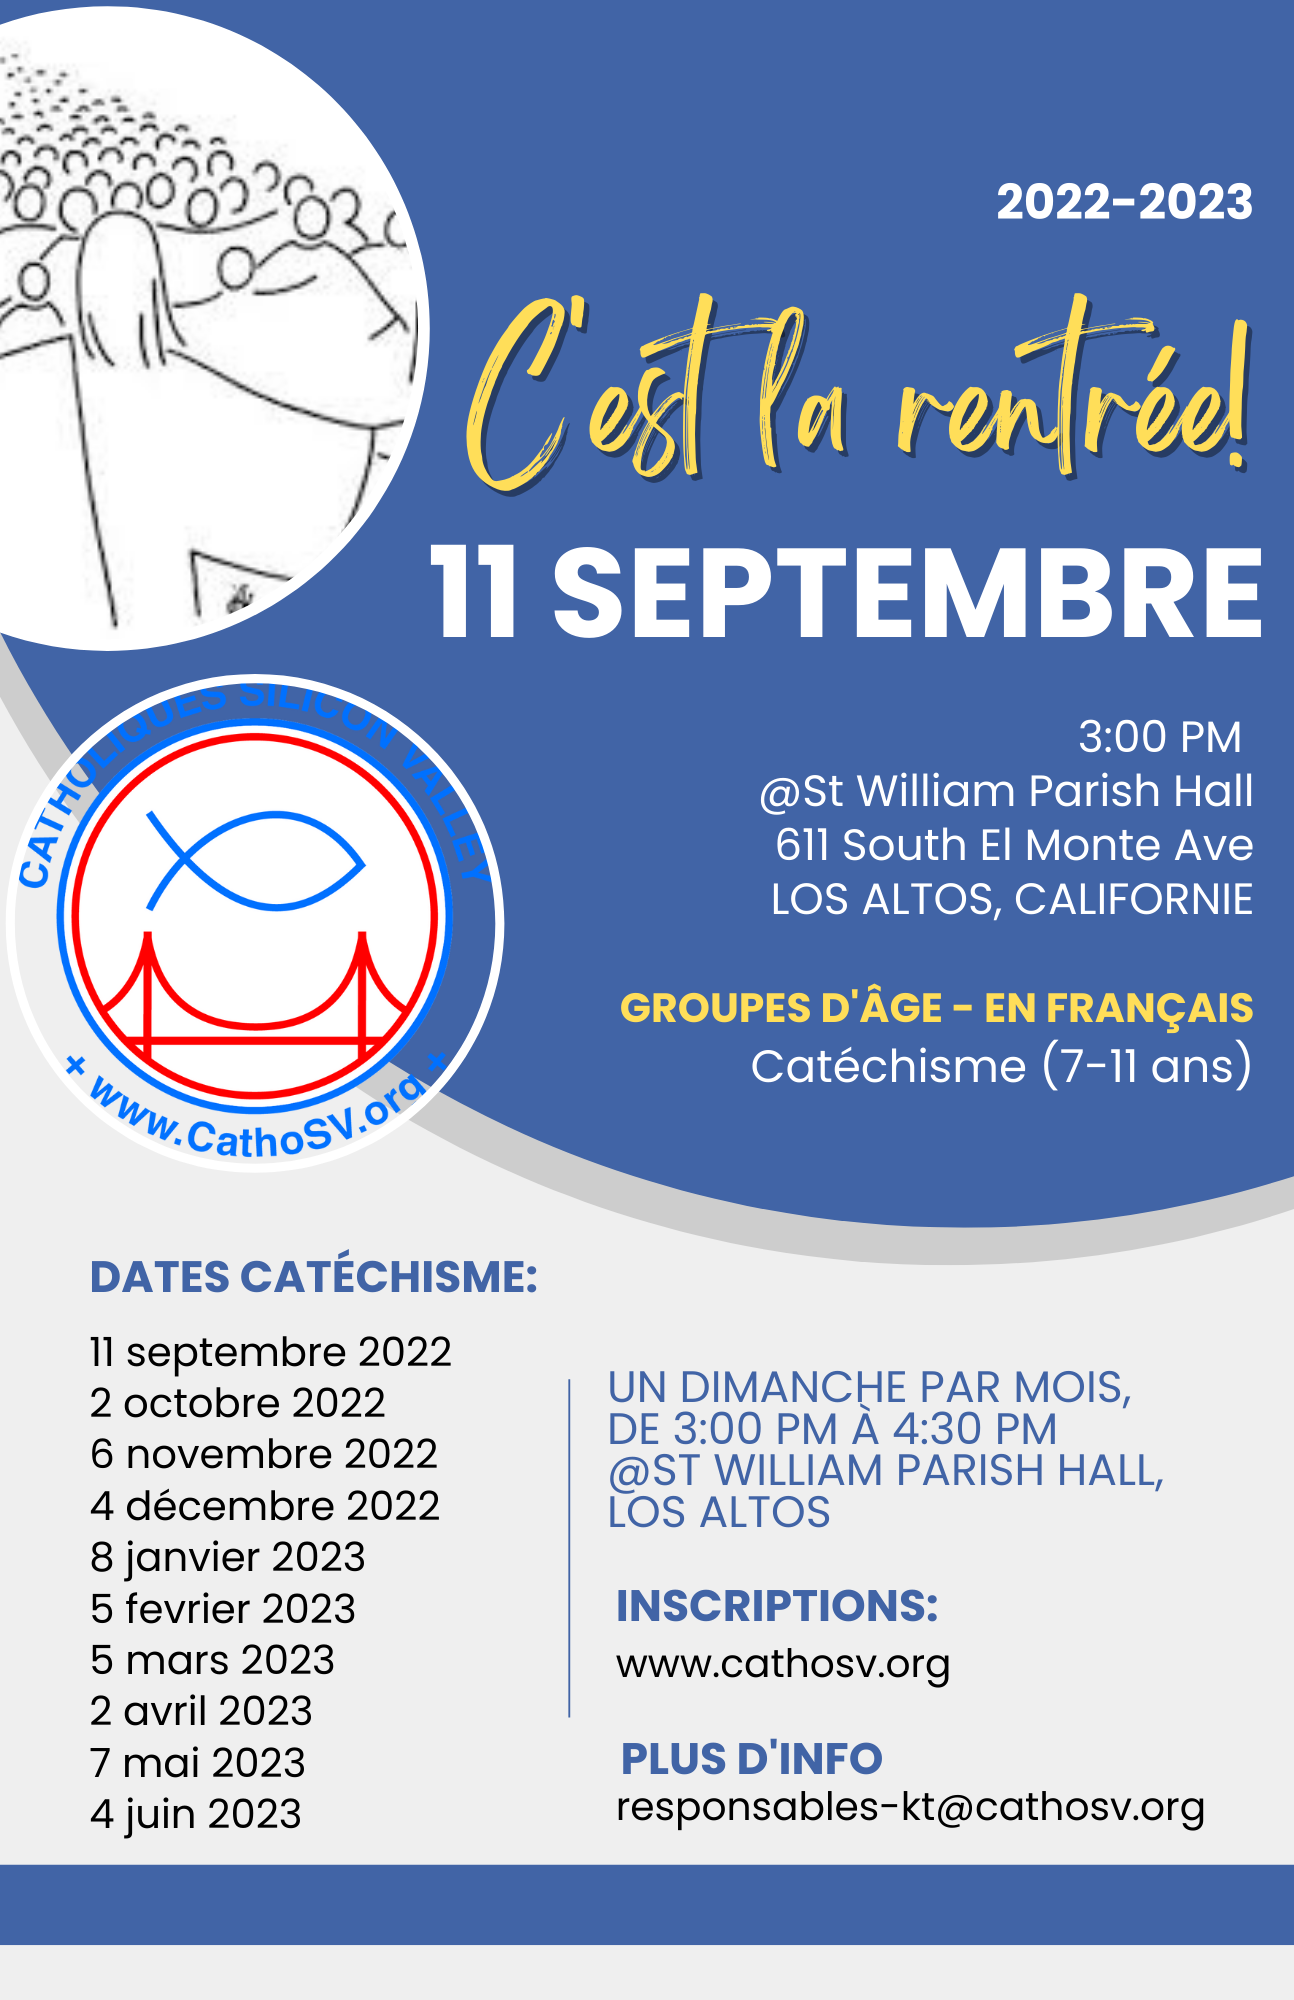 2022-2023
C'est la rentrée!
11 SEPTEMBRE
3:00 PM
@St William Parish Hall
611 South El Monte Ave
LOS ALTOS, CALIFORNIE
GROUPES D'ÂGE - EN FRANÇAIS
Catéchisme (7-11 ans)
CATHOLIQUES SILICON VALLEY
+ www.CathoSV.org +
DATES CATÉCHISME:
11 septembre 2022
2 octobre 2022
6 novembre 2022
4 décembre 2022
8 janvier 2023
5 fevrier 2023
5 mars 2023
2 avril 2023
7 mai 2023
4 juin 2023
UN DIMANCHE PAR MOIS,
DE 3:00 PM À 4:30 PM
@ST WILLIAM PARISH HALL,
LOS ALTOS
INSCRIPTIONS:
www.cathosv.org
PLUS D'INFO
responsables-kt@cathosv.org